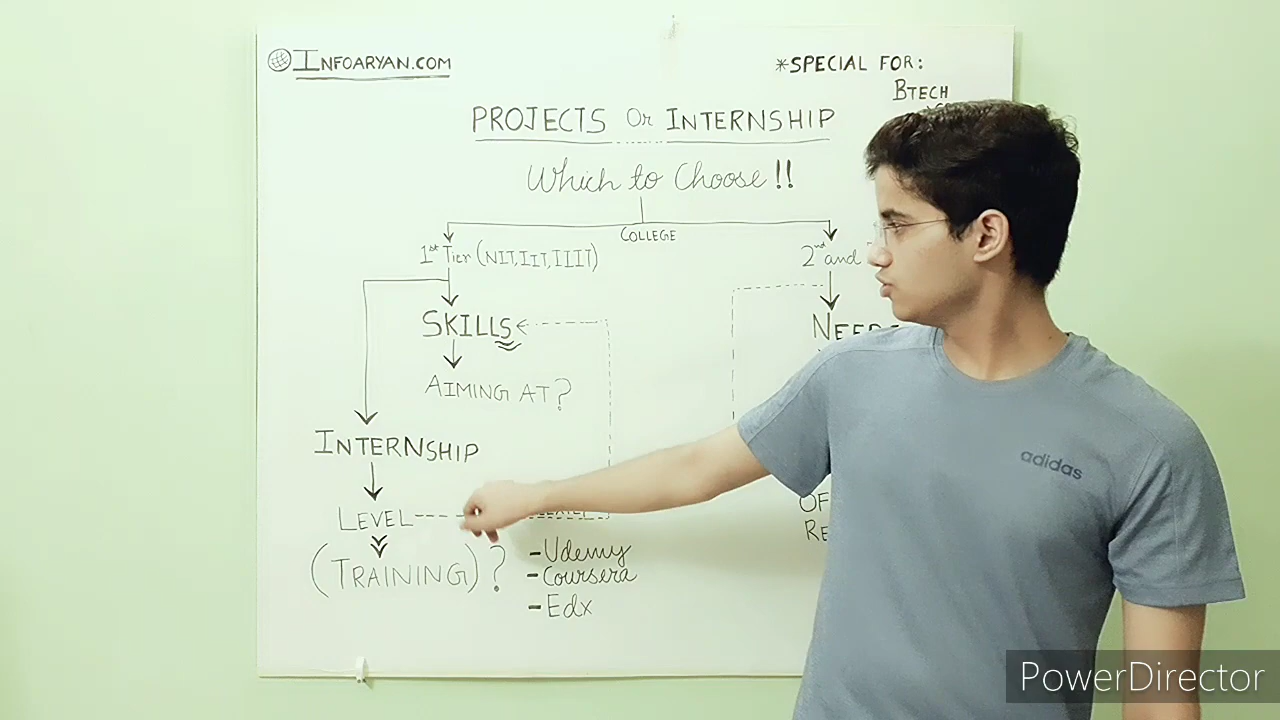 INFOARYAN.COM
*SPECIAL FOR:
BTECH
PROJECTS Or INTERNSHIP
Which to Choose!!
COLLEGE
1st Tier (NIT, IIT, IIIT)
2nd and
SKILLS
AIMING AT?
INTERNSHIP
LEVEL
(TRAINING)?
- Udemy
- Coursera
- Edx
OF
adidas
PowerDirector